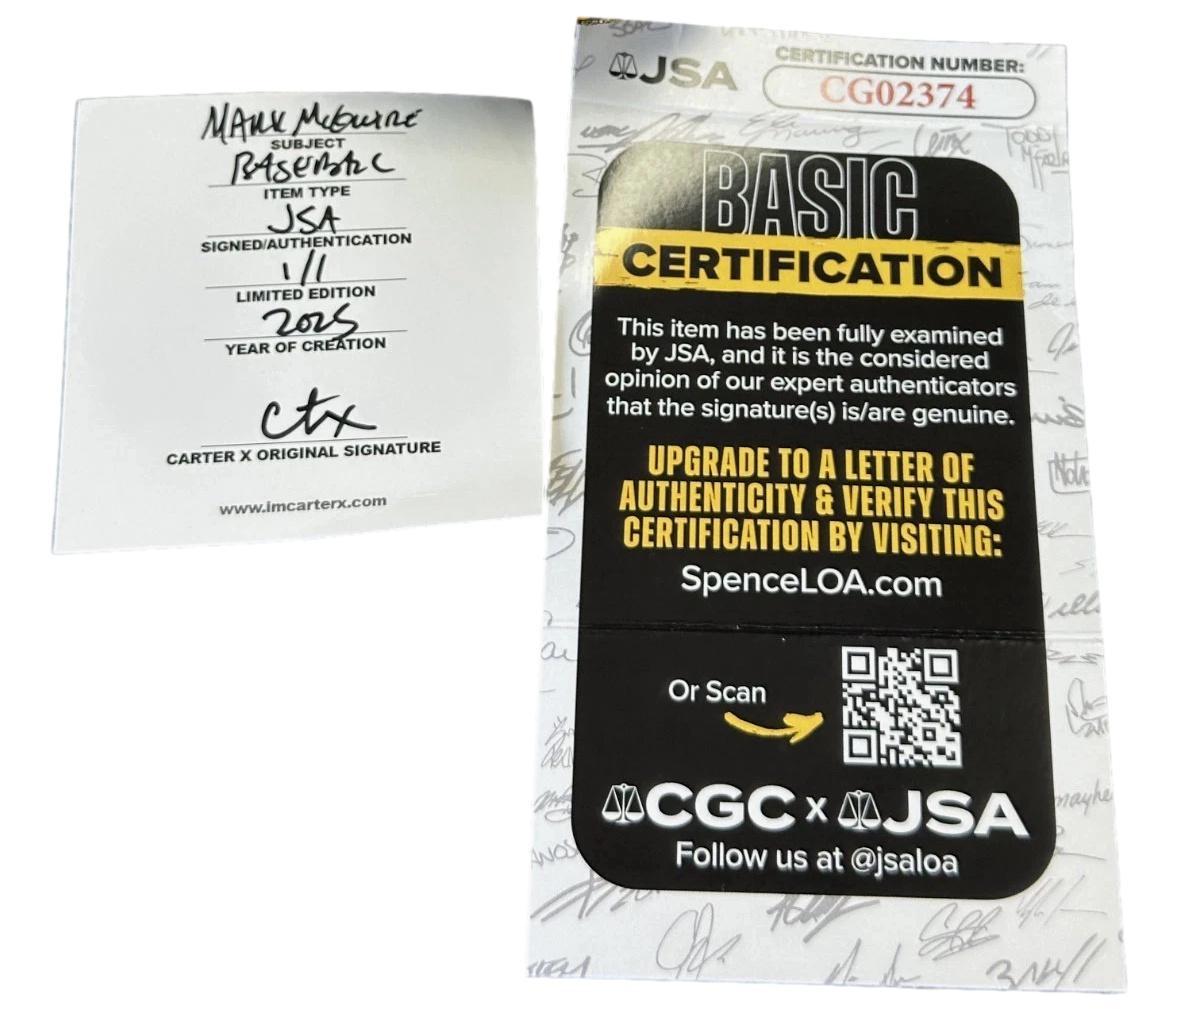 MARK McGUIRE
SUBJECT
BASEBALL
ITEM TYPE
JSA
SIGNED/AUTHENTICATION
1/1
LIMITED EDITION
2025
YEAR OF CREATION
ctx
CARTER X ORIGINAL SIGNATURE
www.imcarterx.com
JSA
CERTIFICATION NUMBER:
CG02374
BASIC
CERTIFICATION
This item has been fully examined
by JSA, and it is the considered
opinion of our expert authenticators
that the signature(s) is/are genuine.
UPGRADE TO A LETTER OF
AUTHENTICITY & VERIFY THIS
CERTIFICATION BY VISITING:
SpenceLOA.com
Or Scan
CGC x JSA
Follow us at @jsaloa